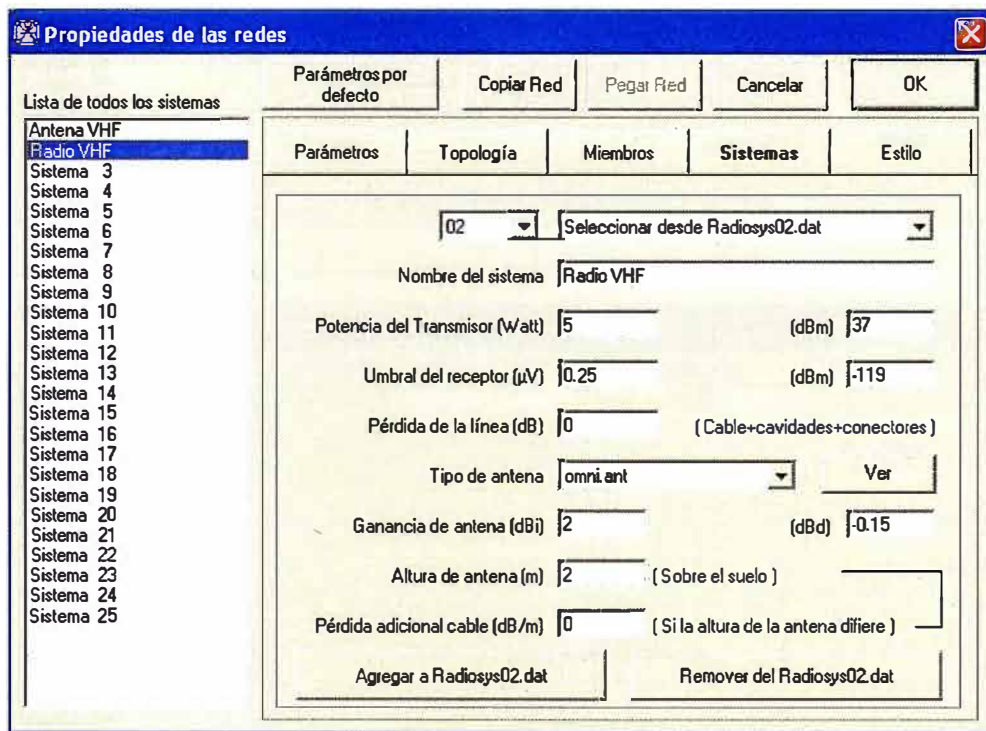 Propiedades de las redes
Lista de todos los sistemas
Antena VHF
Radio VHF
Sistema 3
Sistema 4
Sistema 5
Sistema 6
Sistema 7
Sistema 8
Sistema 9
Sistema 10
Sistema 11
Sistema 12
Sistema 13
Sistema 14
Sistema 15
Sistema 16
Sistema 17
Sistema 18
Sistema 19
Sistema 20
Sistema 21
Sistema 22
Sistema 23
Sistema 24
Sistema 25
Parámetros por defecto
Copiar Red
Pegar Red
Cancelar
OK
Parámetros Topología Miembros Sistemas Estilo
02 Seleccionar desde Radiosys02.dat
Nombre del sistema Radio VHF
Potencia del Transmisor (Watt) 5 (dBm) 37
Umbral del receptor (µV) 0.25 (dBm) -119
Pérdida de la línea (dB) 0 ( Cable+cavidades+conectores )
Tipo de antena omni.ant Ver
Ganancia de antena (dBi) 2 (dBd) -0.15
Altura de antena (m) 2 ( Sobre el suelo )
Pérdida adicional cable (dB/m) 0 ( Si la altura de la antena difiere )
Agregar a Radiosys02.dat Remover del Radiosys02.dat